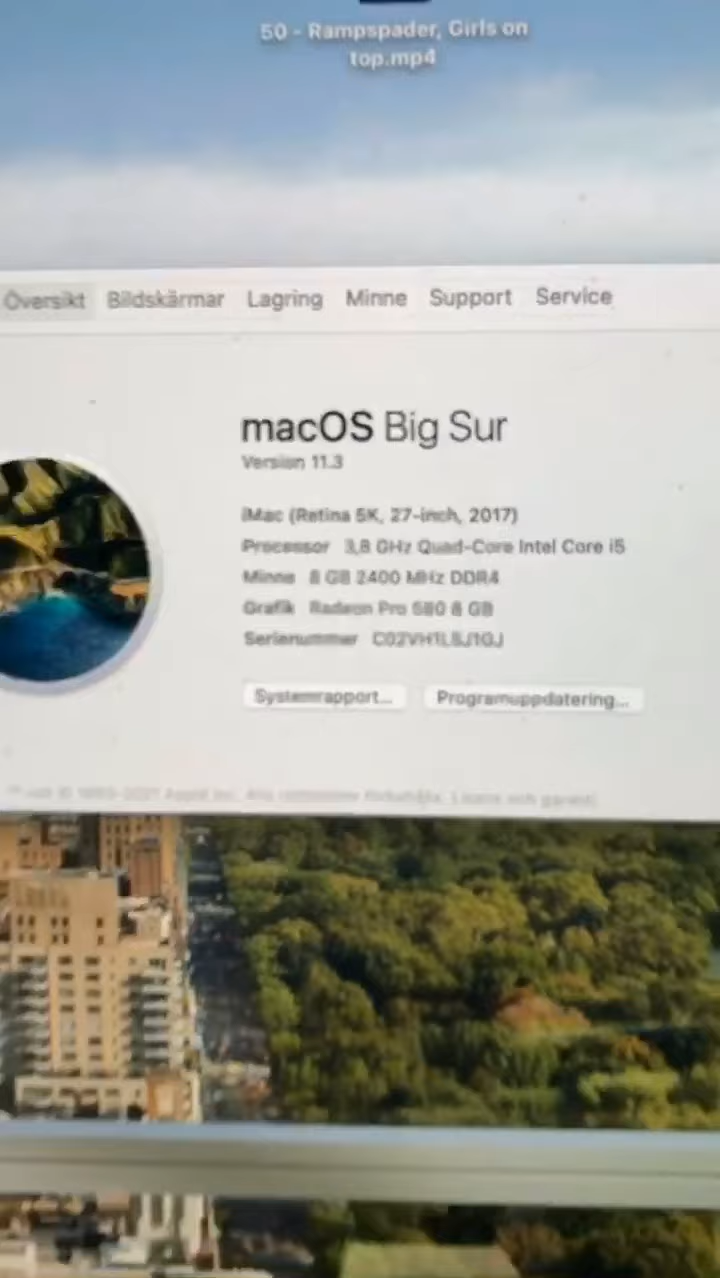 50 - Rampspader, Girls on
top.mp4
Översikt Bildskärmar Lagring Minne Support Service
macOS Big Sur
Version 11.3
iMac (Retina 5K, 27-inch, 2017)
Processor 3,8 GHz Quad-Core Intel Core i5
Minne 8 GB 2400 MHz DDR4
Grafik Radeon Pro 580 8 GB
Serienummer
Systemrapport... Programuppdatering...